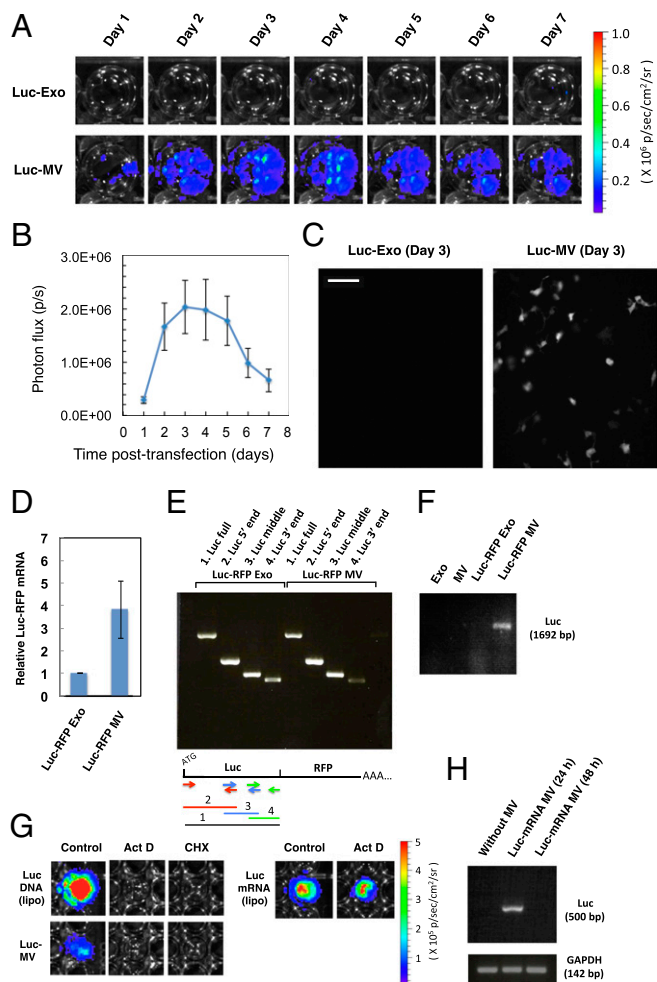 A
Day 1 Day 2 Day 3 Day 4 Day 5 Day 6 Day 7
Luc-Exo
Luc-MV
1.0
0.8
0.6
0.4
0.2
( X 10⁶ p/sec/cm²/sr )
B
Photon flux (p/s)
3.0E+06
2.0E+06
1.0E+06
0.0E+00
0 1 2 3 4 5 6 7 8
Time post-transfection (days)
C
Luc-Exo (Day 3) Luc-MV (Day 3)
D
Relative Luc-RFP mRNA
7
6
5
4
3
2
1
0
Luc-RFP Exo
Luc-RFP MV
E
1. Luc full
2. Luc 5' end
3. Luc middle
4. Luc 3' end
1. Luc full
2. Luc 5' end
3. Luc middle
4. Luc 3' end
Luc-RFP Exo Luc-RFP MV
ATG
Luc RFP AAA...
2
3
1
4
F
Exo
MV
Luc-RFP Exo
Luc-RFP MV
Luc
(1692 bp)
G
Control Act D CHX
Luc
DNA
(lipo)
Luc-
MV
Control Act D
Luc
mRNA
(lipo)
5
4
3
2
1
( X 10⁵ p/sec/cm²/sr )
H
Without MV
Luc-mRNA MV (24 h)
Luc-mRNA MV (48 h)
Luc
(500 bp)
GAPDH
(142 bp)